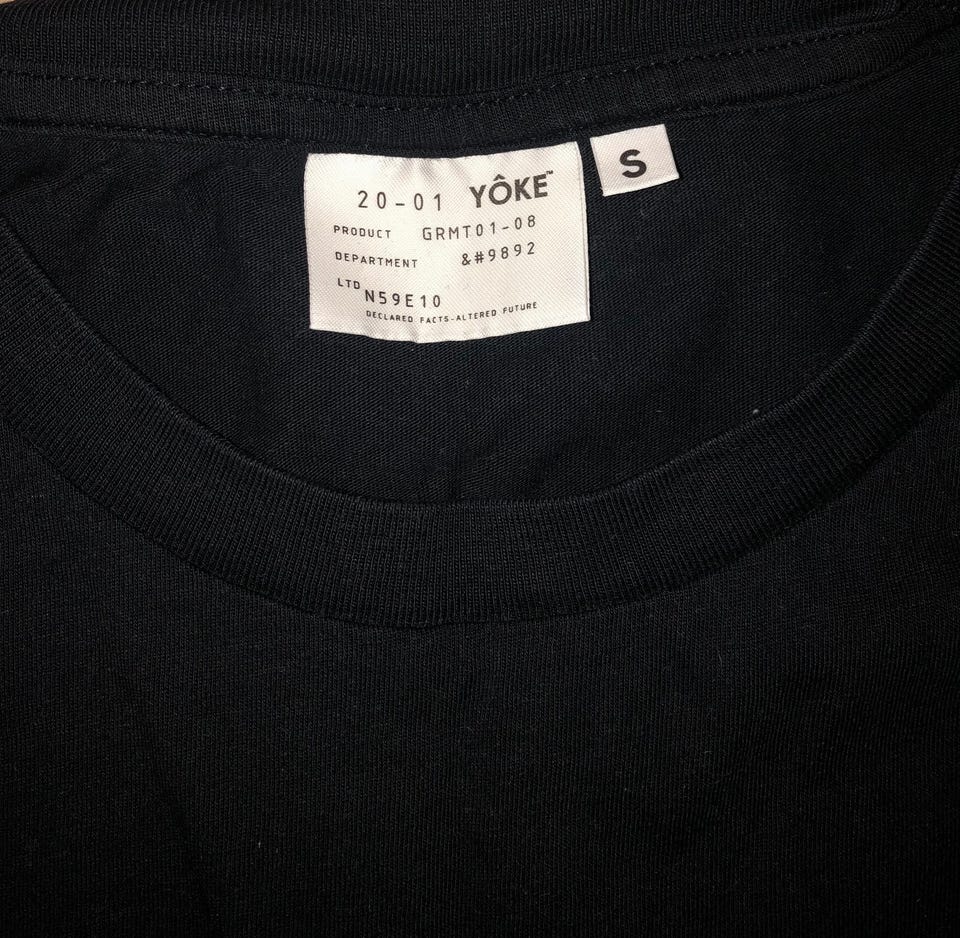 20-01 YÔKE™
PRODUCT GRMT01-08
DEPARTMENT &#9892
LTD N59E10
DECLARED FACTS-ALTERED FUTURE
S